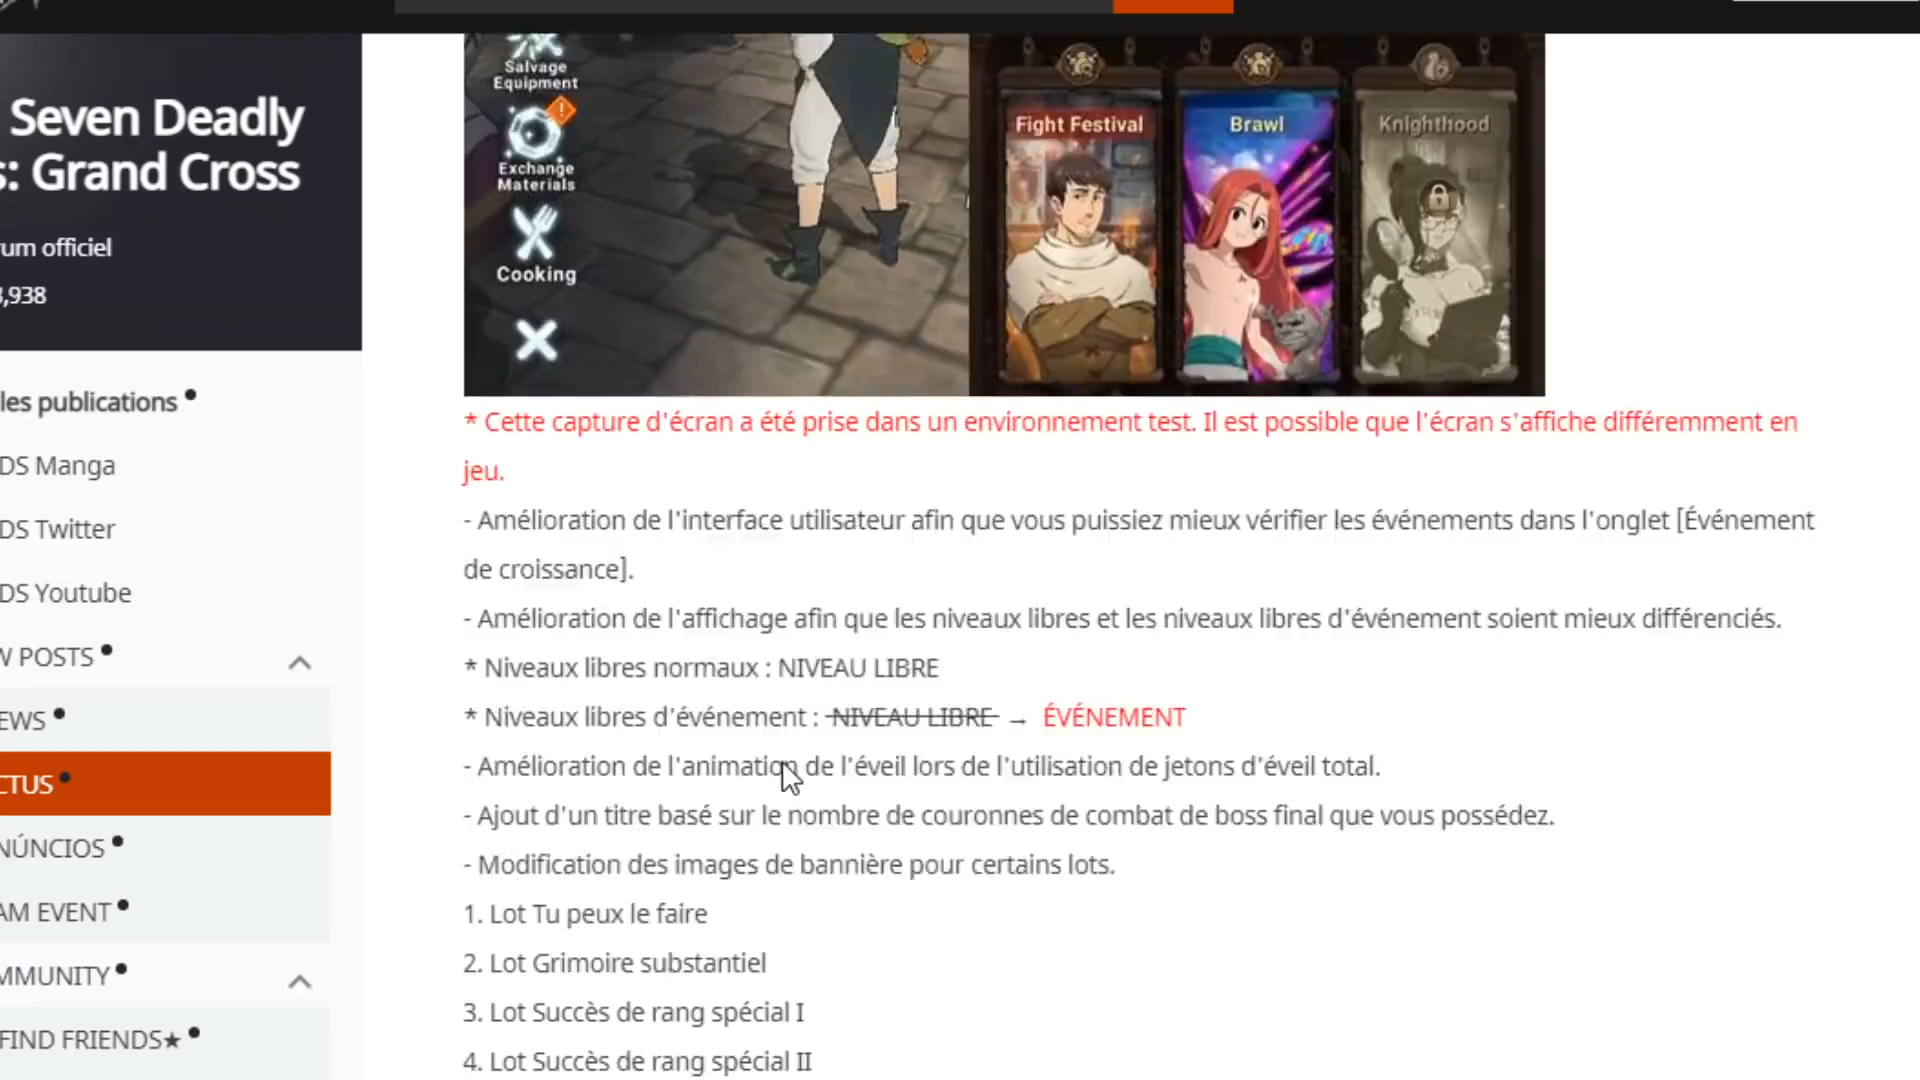 Seven Deadly
s: Grand Cross
um officiel
,938
les publications
DS Manga
DS Twitter
DS Youtube
W POSTS
EWS
CTUS
NÚNCIOS
AM EVENT
MMUNITY
FIND FRIENDS★
Salvage
Equipment
Exchange
Materials
Cooking
Fight Festival
Brawl
Knighthood
* Cette capture d'écran a été prise dans un environnement test. Il est possible que l'écran s'affiche différemment en
jeu.
- Amélioration de l'interface utilisateur afin que vous puissiez mieux vérifier les événements dans l'onglet [Événement
de croissance].
- Amélioration de l'affichage afin que les niveaux libres et les niveaux libres d'événement soient mieux différenciés.
* Niveaux libres normaux : NIVEAU LIBRE
* Niveaux libres d'événement : NIVEAU LIBRE → ÉVÉNEMENT
- Amélioration de l'animation de l'éveil lors de l'utilisation de jetons d'éveil total.
- Ajout d'un titre basé sur le nombre de couronnes de combat de boss final que vous possédez.
- Modification des images de bannière pour certains lots.
1. Lot Tu peux le faire
2. Lot Grimoire substantiel
3. Lot Succès de rang spécial I
4. Lot Succès de rang spécial II